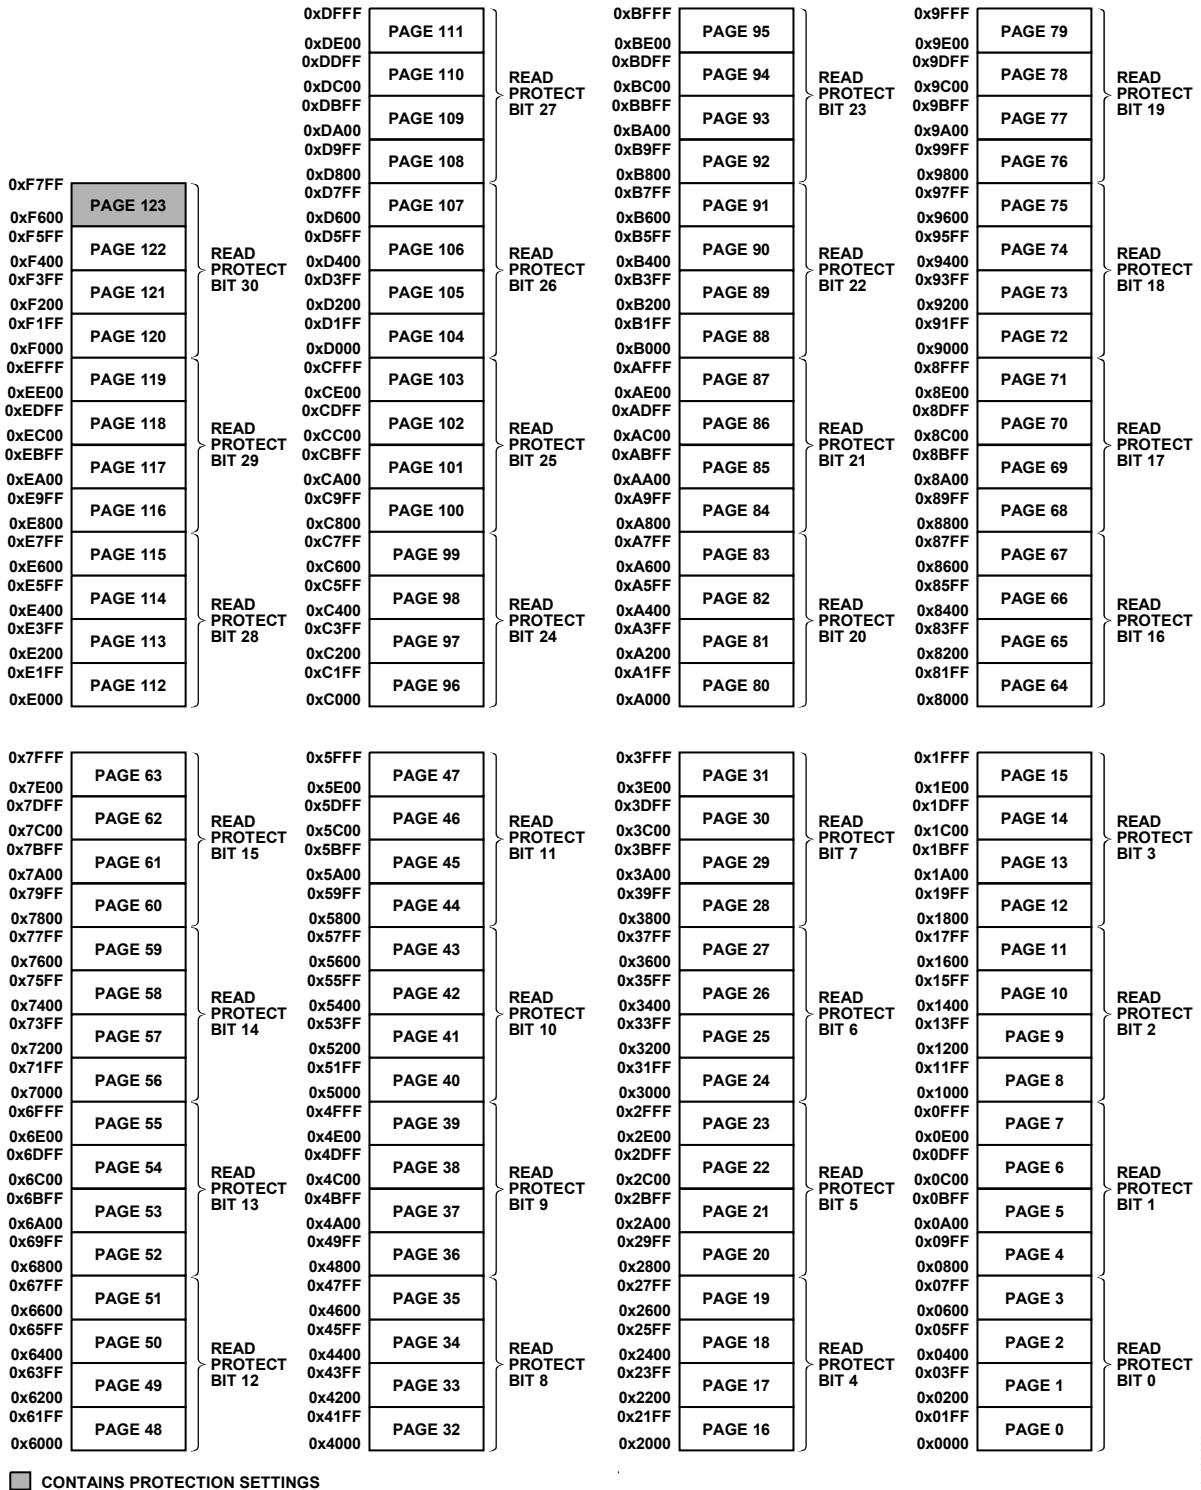 0xF7FF
PAGE 123
0xF600
0xF5FF
PAGE 122
0xF400
0xF3FF
PAGE 121
0xF200
0xF1FF
PAGE 120
0xF000
READ
PROTECT
BIT 30
0xEFFF
PAGE 119
0xEE00
0xEDFF
PAGE 118
0xEC00
0xEBFF
PAGE 117
0xEA00
0xE9FF
PAGE 116
0xE800
READ
PROTECT
BIT 29
0xE7FF
PAGE 115
0xE600
0xE5FF
PAGE 114
0xE400
0xE3FF
PAGE 113
0xE200
0xE1FF
PAGE 112
0xE000
READ
PROTECT
BIT 28
0xDFFF
PAGE 111
0xDE00
0xDDFF
PAGE 110
0xDC00
0xDBFF
PAGE 109
0xDA00
0xD9FF
PAGE 108
0xD800
READ
PROTECT
BIT 27
0xD7FF
PAGE 107
0xD600
0xD5FF
PAGE 106
0xD400
0xD3FF
PAGE 105
0xD200
0xD1FF
PAGE 104
0xD000
READ
PROTECT
BIT 26
0xCFFF
PAGE 103
0xCE00
0xCDFF
PAGE 102
0xCC00
0xCBFF
PAGE 101
0xCA00
0xC9FF
PAGE 100
0xC800
READ
PROTECT
BIT 25
0xC7FF
PAGE 99
0xC600
0xC5FF
PAGE 98
0xC400
0xC3FF
PAGE 97
0xC200
0xC1FF
PAGE 96
0xC000
READ
PROTECT
BIT 24
0xBFFF
PAGE 95
0xBE00
0xBDFF
PAGE 94
0xBC00
0xBBFF
PAGE 93
0xBA00
0xB9FF
PAGE 92
0xB800
READ
PROTECT
BIT 23
0xB7FF
PAGE 91
0xB600
0xB5FF
PAGE 90
0xB400
0xB3FF
PAGE 89
0xB200
0xB1FF
PAGE 88
0xB000
READ
PROTECT
BIT 22
0xAFFF
PAGE 87
0xAE00
0xADFF
PAGE 86
0xAC00
0xABFF
PAGE 85
0xAA00
0xA9FF
PAGE 84
0xA800
READ
PROTECT
BIT 21
0xA7FF
PAGE 83
0xA600
0xA5FF
PAGE 82
0xA400
0xA3FF
PAGE 81
0xA200
0xA1FF
PAGE 80
0xA000
READ
PROTECT
BIT 20
0x9FFF
PAGE 79
0x9E00
0x9DFF
PAGE 78
0x9C00
0x9BFF
PAGE 77
0x9A00
0x99FF
PAGE 76
0x9800
READ
PROTECT
BIT 19
0x97FF
PAGE 75
0x9600
0x95FF
PAGE 74
0x9400
0x93FF
PAGE 73
0x9200
0x91FF
PAGE 72
0x9000
READ
PROTECT
BIT 18
0x8FFF
PAGE 71
0x8E00
0x8DFF
PAGE 70
0x8C00
0x8BFF
PAGE 69
0x8A00
0x89FF
PAGE 68
0x8800
READ
PROTECT
BIT 17
0x87FF
PAGE 67
0x8600
0x85FF
PAGE 66
0x8400
0x83FF
PAGE 65
0x8200
0x81FF
PAGE 64
0x8000
READ
PROTECT
BIT 16
0x7FFF
PAGE 63
0x7E00
0x7DFF
PAGE 62
0x7C00
0x7BFF
PAGE 61
0x7A00
0x79FF
PAGE 60
0x7800
READ
PROTECT
BIT 15
0x77FF
PAGE 59
0x7600
0x75FF
PAGE 58
0x7400
0x73FF
PAGE 57
0x7200
0x71FF
PAGE 56
0x7000
READ
PROTECT
BIT 14
0x6FFF
PAGE 55
0x6E00
0x6DFF
PAGE 54
0x6C00
0x6BFF
PAGE 53
0x6A00
0x69FF
PAGE 52
0x6800
READ
PROTECT
BIT 13
0x67FF
PAGE 51
0x6600
0x65FF
PAGE 50
0x6400
0x63FF
PAGE 49
0x6200
0x61FF
PAGE 48
0x6000
READ
PROTECT
BIT 12
0x5FFF
PAGE 47
0x5E00
0x5DFF
PAGE 46
0x5C00
0x5BFF
PAGE 45
0x5A00
0x59FF
PAGE 44
0x5800
READ
PROTECT
BIT 11
0x57FF
PAGE 43
0x5600
0x55FF
PAGE 42
0x5400
0x53FF
PAGE 41
0x5200
0x51FF
PAGE 40
0x5000
READ
PROTECT
BIT 10
0x4FFF
PAGE 39
0x4E00
0x4DFF
PAGE 38
0x4C00
0x4BFF
PAGE 37
0x4A00
0x49FF
PAGE 36
0x4800
READ
PROTECT
BIT 9
0x47FF
PAGE 35
0x4600
0x45FF
PAGE 34
0x4400
0x43FF
PAGE 33
0x4200
0x41FF
PAGE 32
0x4000
READ
PROTECT
BIT 8
0x3FFF
PAGE 31
0x3E00
0x3DFF
PAGE 30
0x3C00
0x3BFF
PAGE 29
0x3A00
0x39FF
PAGE 28
0x3800
READ
PROTECT
BIT 7
0x37FF
PAGE 27
0x3600
0x35FF
PAGE 26
0x3400
0x33FF
PAGE 25
0x3200
0x31FF
PAGE 24
0x3000
READ
PROTECT
BIT 6
0x2FFF
PAGE 23
0x2E00
0x2DFF
PAGE 22
0x2C00
0x2BFF
PAGE 21
0x2A00
0x29FF
PAGE 20
0x2800
READ
PROTECT
BIT 5
0x27FF
PAGE 19
0x2600
0x25FF
PAGE 18
0x2400
0x23FF
PAGE 17
0x2200
0x21FF
PAGE 16
0x2000
READ
PROTECT
BIT 4
0x1FFF
PAGE 15
0x1E00
0x1DFF
PAGE 14
0x1C00
0x1BFF
PAGE 13
0x1A00
0x19FF
PAGE 12
0x1800
READ
PROTECT
BIT 3
0x17FF
PAGE 11
0x1600
0x15FF
PAGE 10
0x1400
0x13FF
PAGE 9
0x1200
0x11FF
PAGE 8
0x1000
READ
PROTECT
BIT 2
0x0FFF
PAGE 7
0x0E00
0x0DFF
PAGE 6
0x0C00
0x0BFF
PAGE 5
0x0A00
0x09FF
PAGE 4
0x0800
READ
PROTECT
BIT 1
0x07FF
PAGE 3
0x0600
0x05FF
PAGE 2
0x0400
0x03FF
PAGE 1
0x0200
0x01FF
PAGE 0
0x0000
READ
PROTECT
BIT 0
CONTAINS PROTECTION SETTINGS